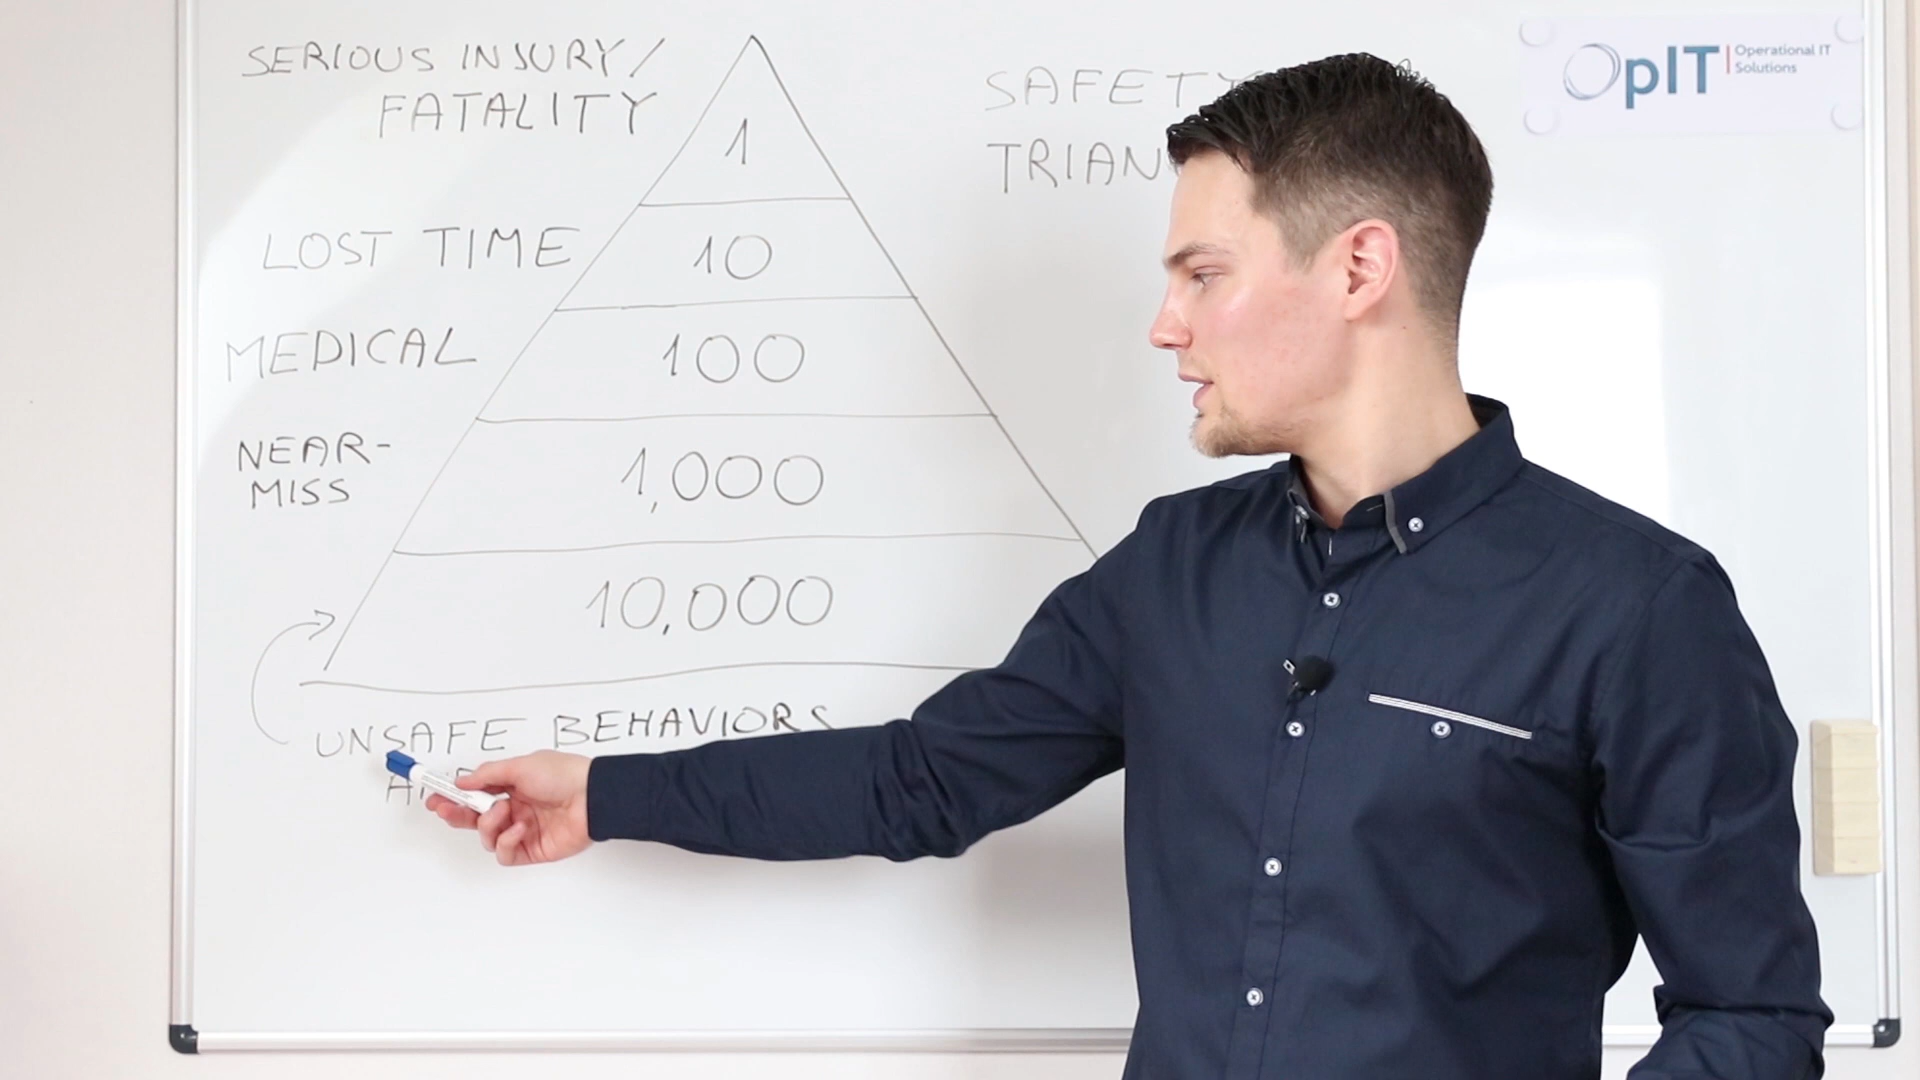 SERIOUS INJURY/
FATALITY
1
SAFETY
LOST TIME
10
MEDICAL
100
NEAR-
MISS
1,000
10,000
UNSAFE BEHAVIORS
OpIT
Operational IT
Solutions